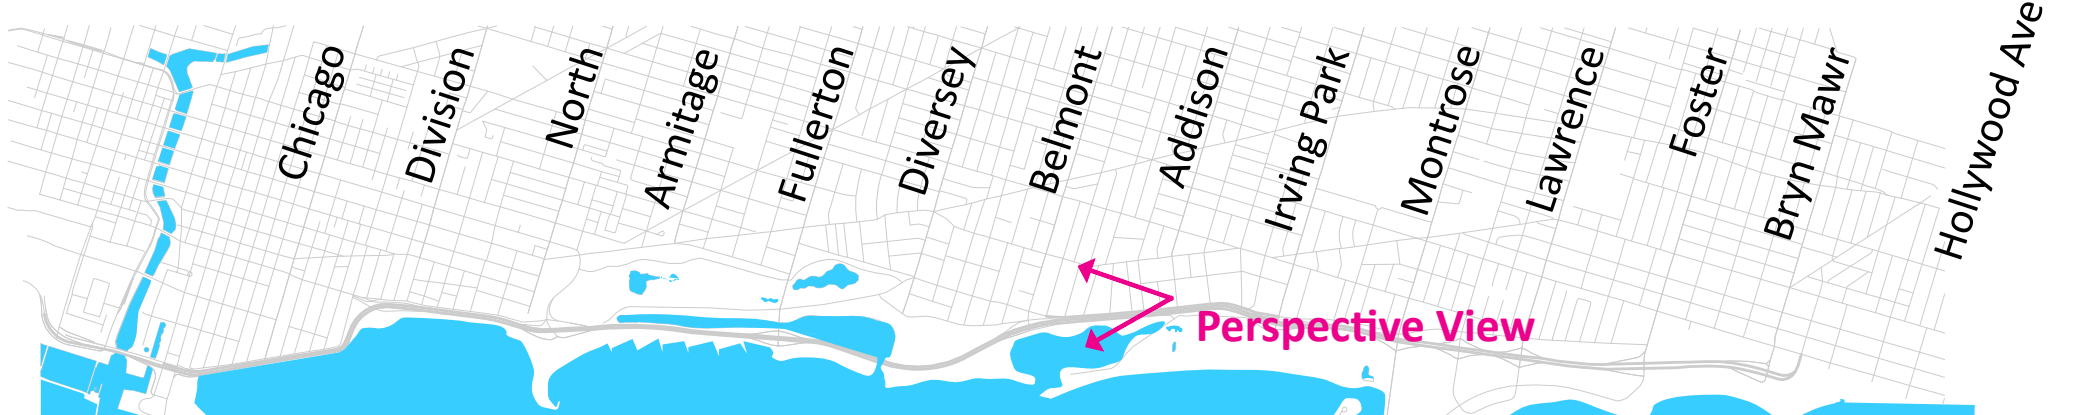 Chicago
Division
North
Armitage
Fullerton
Diversey
Belmont
Addison
Irving Park
Montrose
Lawrence
Foster
Bryn Mawr
Hollywood Ave
Perspective View